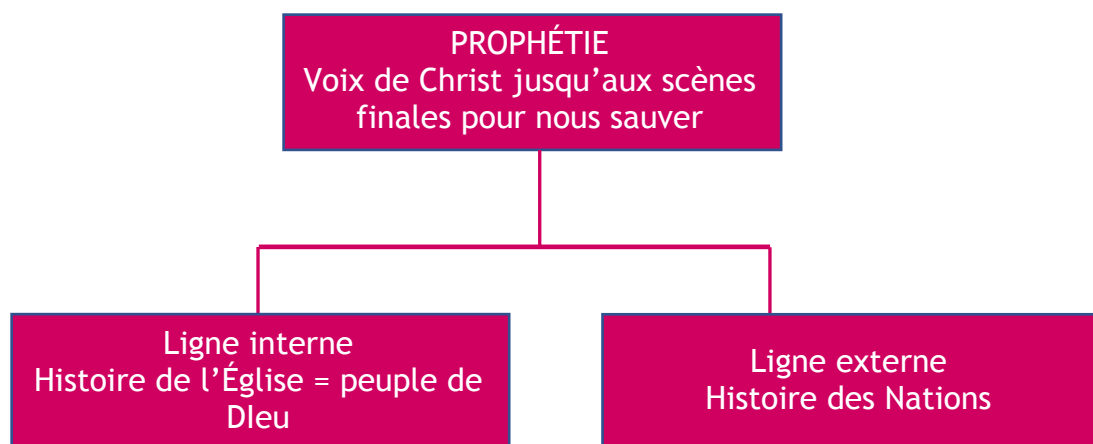 PROPHÉTIE
Voix de Christ jusqu’aux scènes
finales pour nous sauver
Ligne interne
Histoire de l’Église = peuple de
DIeu
Ligne externe
Histoire des Nations